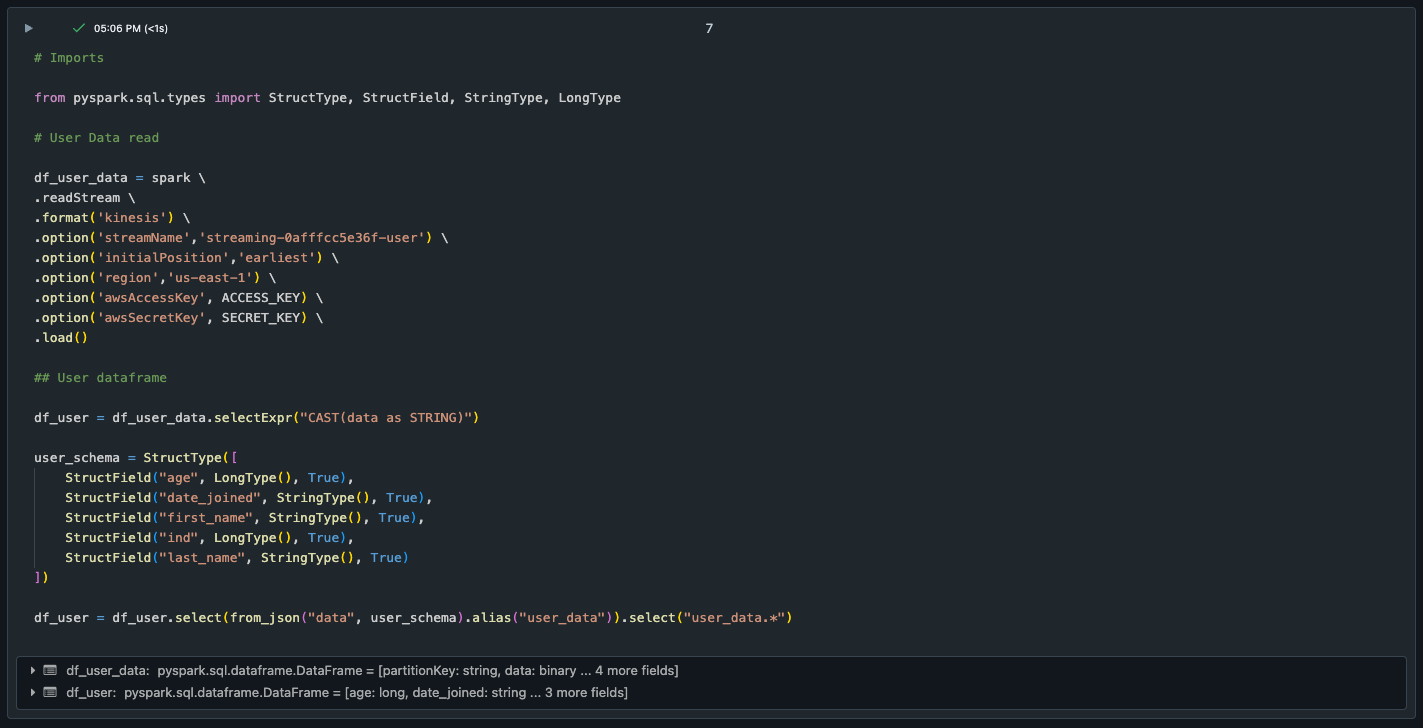 05:06 PM (<1s)
7
# Imports
from pyspark.sql.types import StructType, StructField, StringType, LongType
# User Data read
df_user_data = spark \
.readStream \
.format('kinesis') \
.option('streamName','streaming-0afffcc5e36f-user') \
.option('initialPosition','earliest') \
.option('region','us-east-1') \
.option('awsAccessKey', ACCESS_KEY) \
.option('awsSecretKey', SECRET_KEY) \
.load()
## User dataframe
df_user = df_user_data.selectExpr("CAST(data as STRING)")
user_schema = StructType([
    StructField("age", LongType(), True),
    StructField("date_joined", StringType(), True),
    StructField("first_name", StringType(), True),
    StructField("ind", LongType(), True),
    StructField("last_name", StringType(), True)
])
df_user = df_user.select(from_json("data", user_schema).alias("user_data")).select("user_data.*")
df_user_data: pyspark.sql.dataframe.DataFrame = [partitionKey: string, data: binary ... 4 more fields]
df_user: pyspark.sql.dataframe.DataFrame = [age: long, date_joined: string ... 3 more fields]